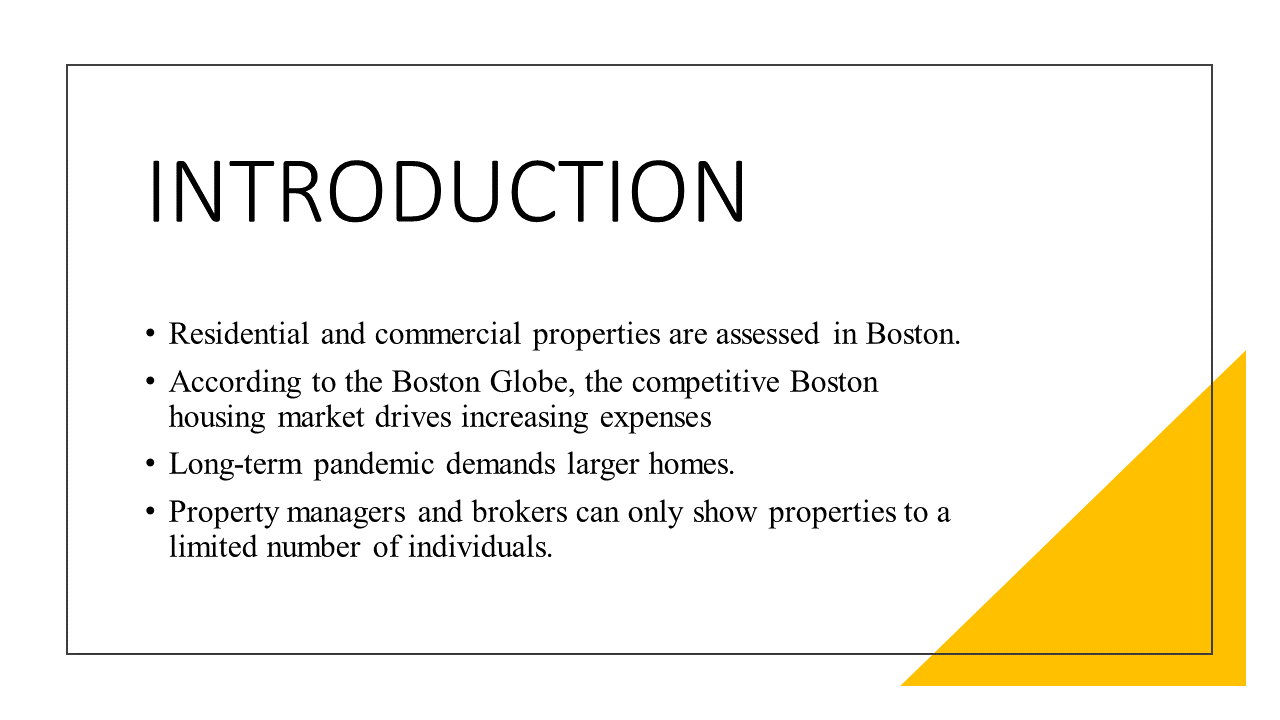 INTRODUCTION
• Residential and commercial properties are assessed in Boston.
• According to the Boston Globe, the competitive Boston
housing market drives increasing expenses
• Long-term pandemic demands larger homes.
• Property managers and brokers can only show properties to a
limited number of individuals.